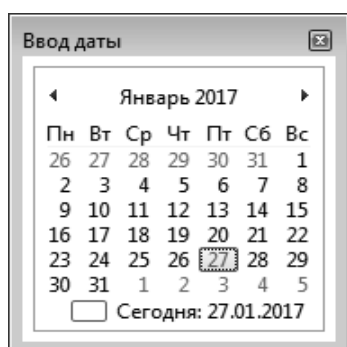 Ввод даты
Январь 2017
Пн Вт Ср Чт Пт Сб Вс
26 27 28 29 30 31 1
2 3 4 5 6 7 8
9 10 11 12 13 14 15
16 17 18 19 20 21 22
23 24 25 26 27 28 29
30 31 1 2 3 4 5
Сегодня: 27.01.2017